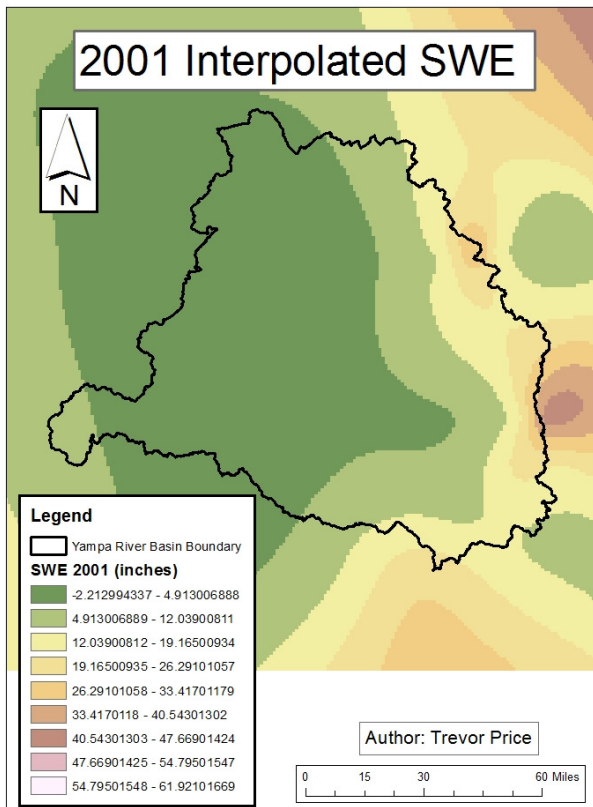 2001 Interpolated SWE
N
Legend
Yampa River Basin Boundary
SWE 2001 (inches)
-2.212994337 - 4.913006888
4.913006889 - 12.03900811
12.03900812 - 19.16500934
19.16500935 - 26.29101057
26.29101058 - 33.41701179
33.4170118 - 40.54301302
40.54301303 - 47.66901424
47.66901425 - 54.79501547
54.79501548 - 61.92101669
Author: Trevor Price
0 15 30 60 Miles